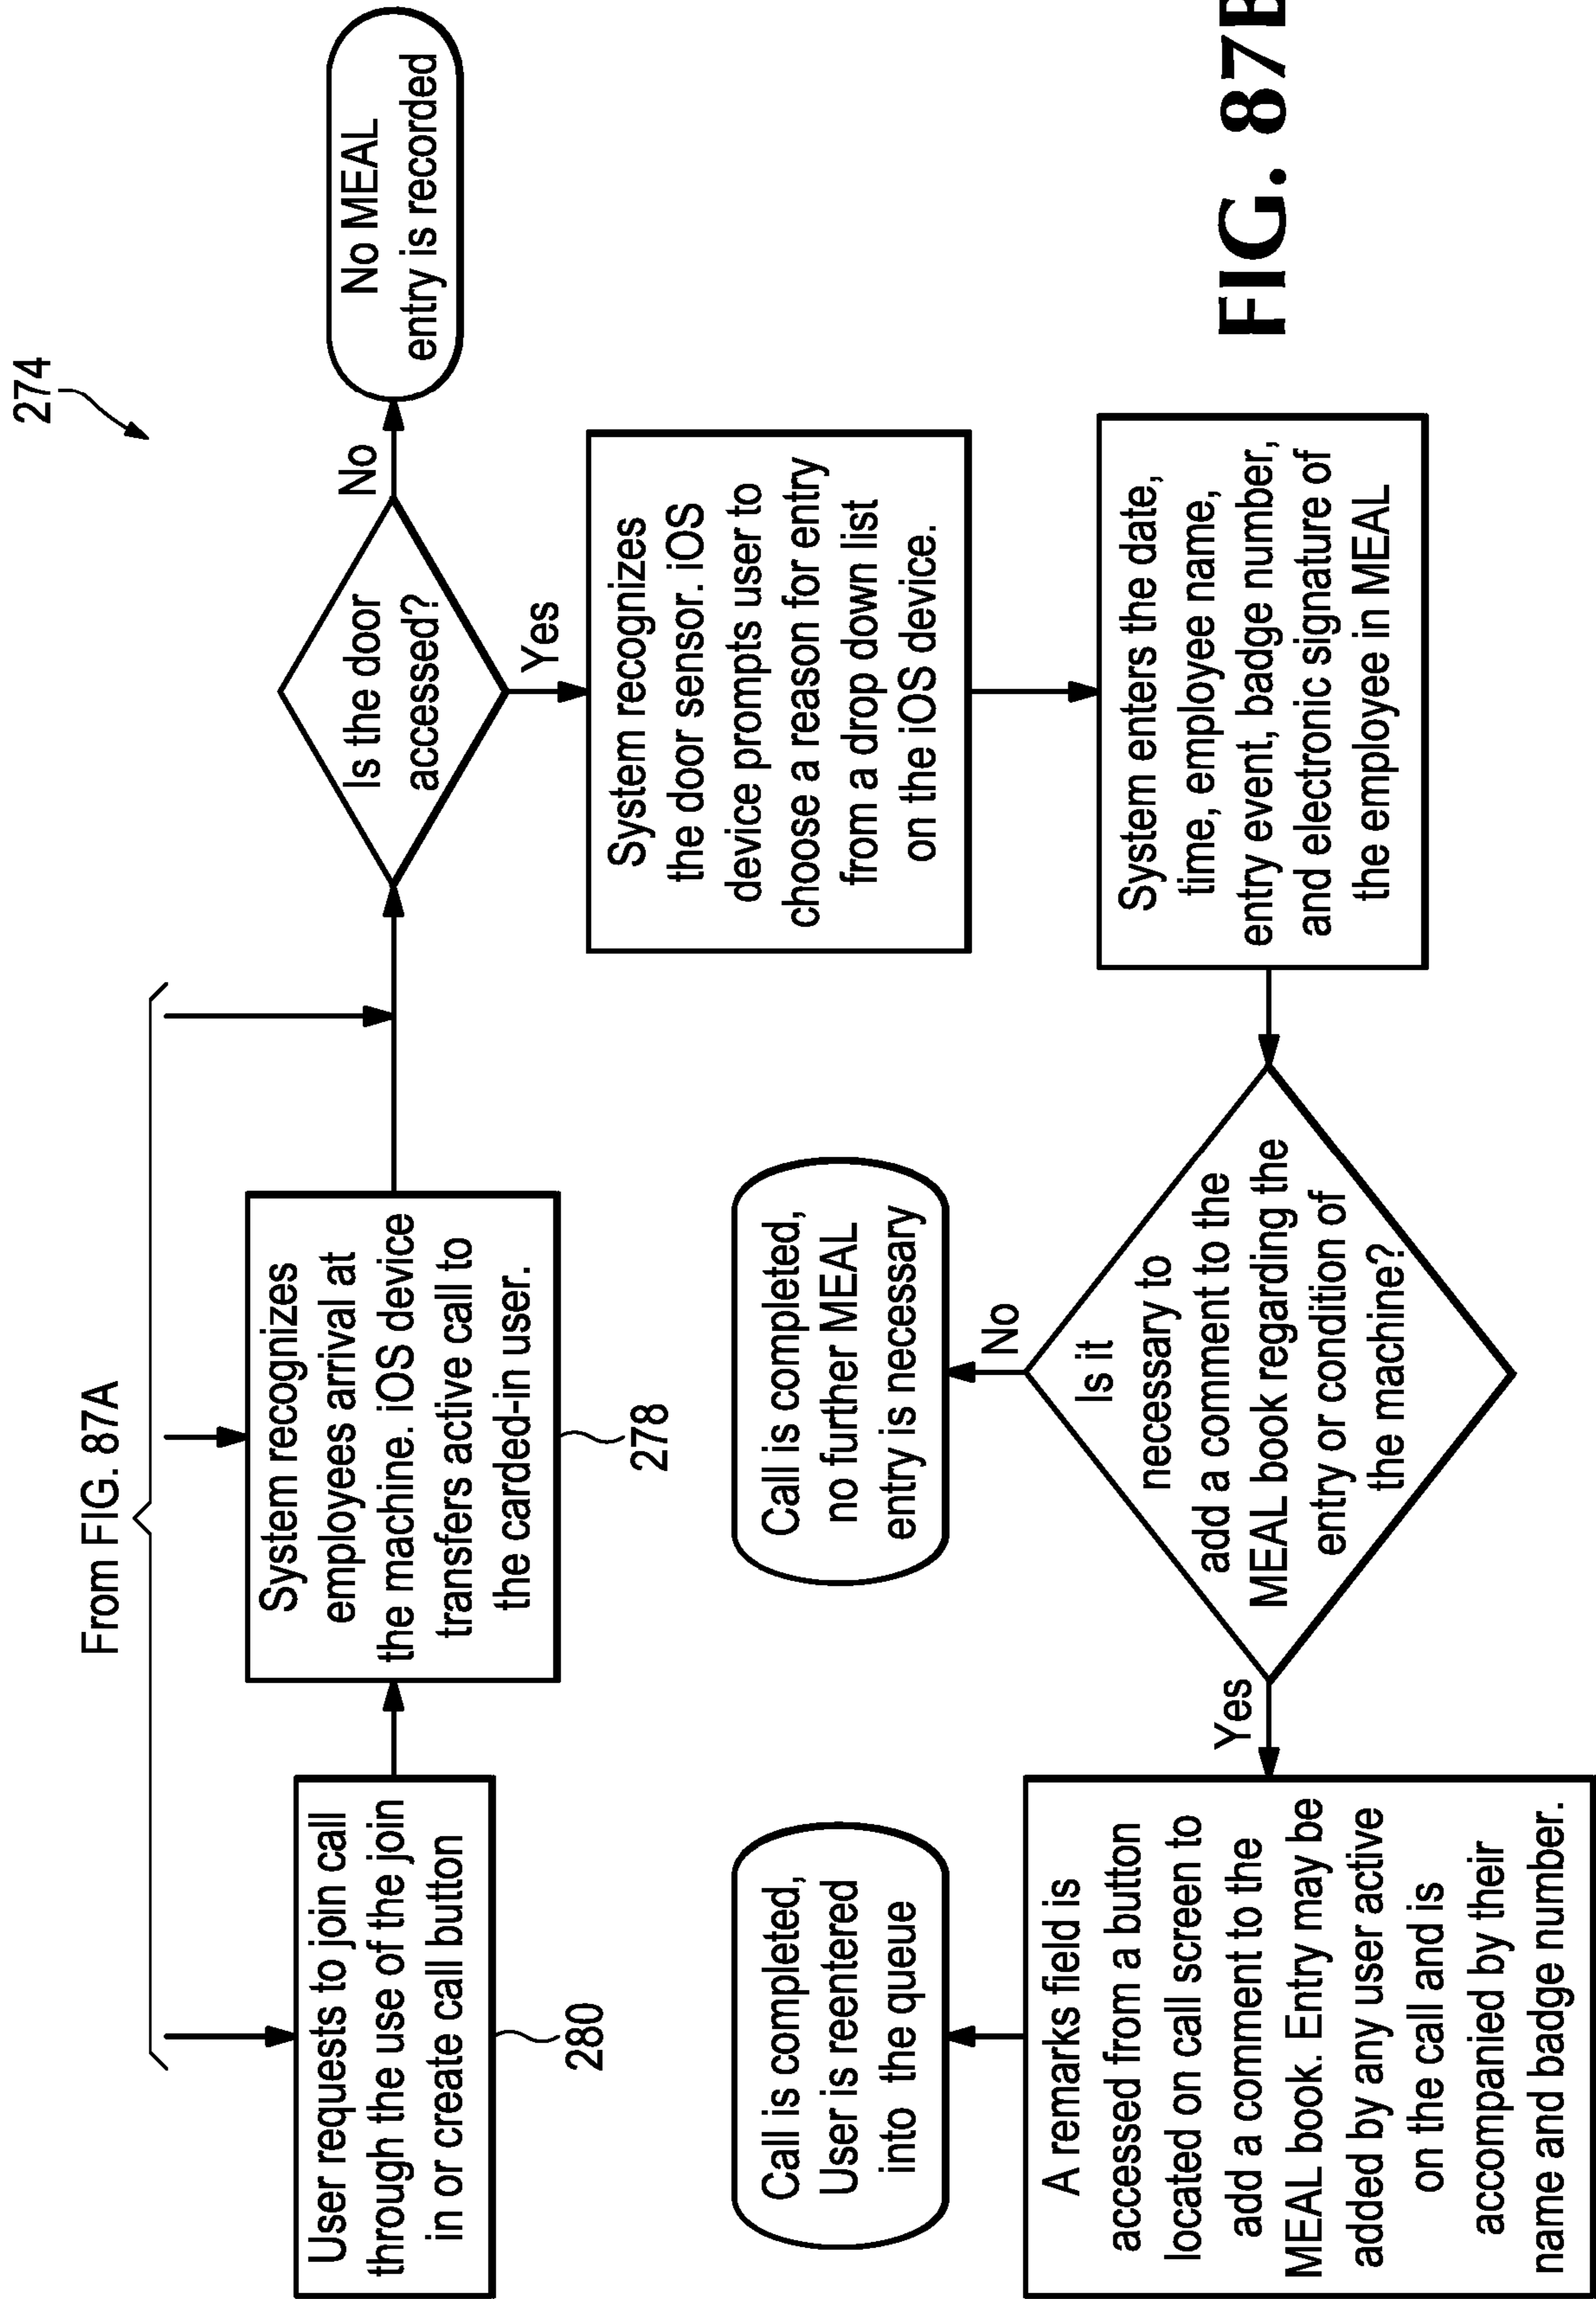 274
From FIG. 87A
User requests to join call
through the use of the join
in or create call button
280
System recognizes
employees arrival at
the machine. iOS device
transfers active call to
the carded-in user.
278
Is the door
accessed?
No
No MEAL
entry is recorded
Yes
System recognizes
the door sensor. iOS
device prompts user to
choose a reason for entry
from a drop down list
on the iOS device.
System enters the date,
time, employee name,
entry event, badge number,
and electronic signature of
the employee in MEAL
Is it
necessary to
add a comment to the
MEAL book regarding the
entry or condition of
the machine?
No
Call is completed,
no further MEAL
entry is necessary
Yes
A remarks field is
accessed from a button
located on call screen to
add a comment to the
MEAL book. Entry may be
added by any user active
on the call and is
accompanied by their
name and badge number.
Call is completed,
User is reentered
into the queue
FIG. 87B